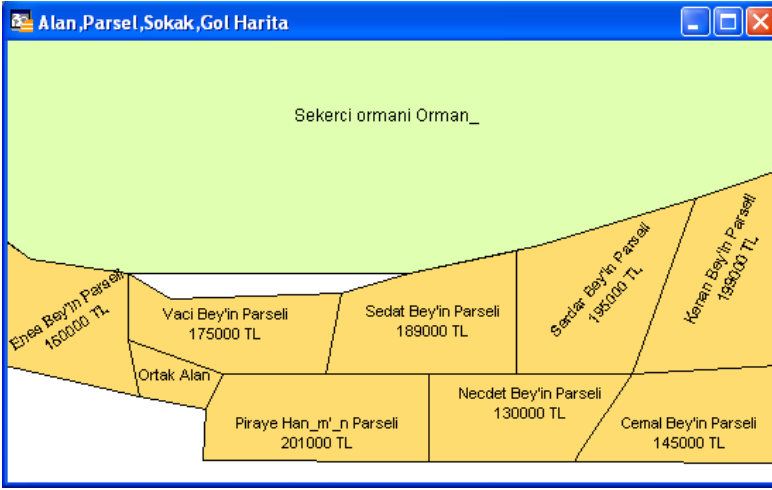 Alan,Parsel,Sokak,Gol Harita
Sekerci ormani Orman_
Enes Bey'in Parseli
160000 TL
Vaci Bey'in Parseli
175000 TL
Sedat Bey'in Parseli
189000 TL
Serdar Bey'in Parseli
195000 TL
Kenan Bey'in Parseli
199000 TL
Ortak Alan
Piraye Han_m'_n Parseli
201000 TL
Necdet Bey'in Parseli
130000 TL
Cemal Bey'in Parseli
145000 TL